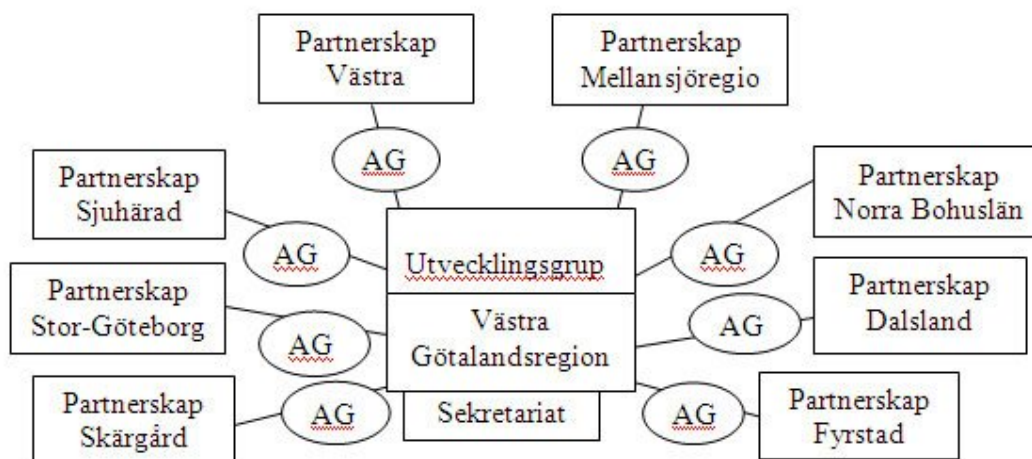 Partnerskap
Västra
Partnerskap
Mellansjöregio
AG
AG
Partnerskap
Sjuhärad
Partnerskap
Norra Bohuslän
AG
Utvecklingsgrup
AG
Partnerskap
Stor-Göteborg
AG
Västra
Götalandsregion
AG
Partnerskap
Dalsland
Partnerskap
Skärgård
AG
Sekretariat
AG
Partnerskap
Fyrstad